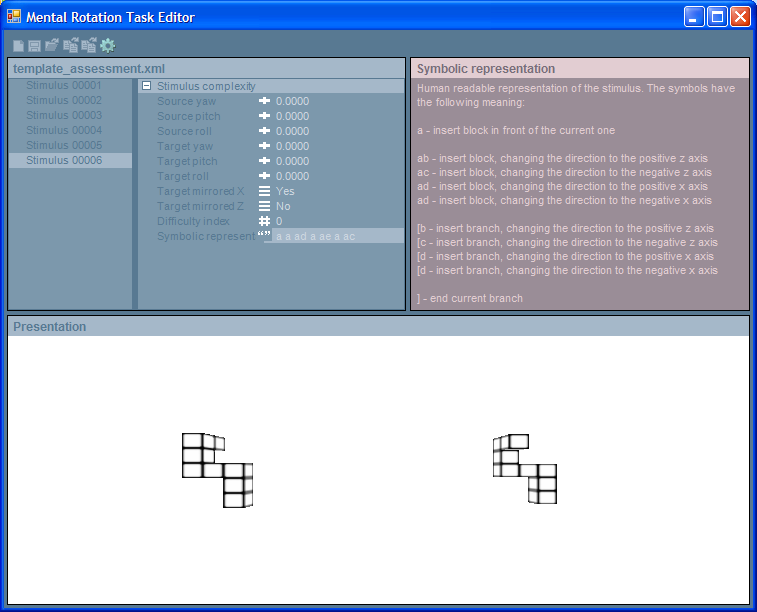 Mental Rotation Task Editor
template_assessment.xml
Stimulus 00001
Stimulus 00002
Stimulus 00003
Stimulus 00004
Stimulus 00005
Stimulus 00006
Stimulus complexity
Source yaw 0.0000
Source pitch 0.0000
Source roll 0.0000
Target yaw 0.0000
Target pitch 0.0000
Target roll 0.0000
Target mirrored X Yes
Target mirrored Z No
Difficulty index 0
Symbolic represent a a ad a ae a ac
Symbolic representation
Human readable representation of the stimulus. The symbols have
the following meaning:
a - insert block in front of the current one
ab - insert block, changing the direction to the positive z axis
ac - insert block, changing the direction to the negative z axis
ad - insert block, changing the direction to the positive x axis
ad - insert block, changing the direction to the negative x axis
[b - insert branch, changing the direction to the positive z axis
[c - insert branch, changing the direction to the negative z axis
[d - insert branch, changing the direction to the positive x axis
[d - insert branch, changing the direction to the negative x axis
] - end current branch
Presentation